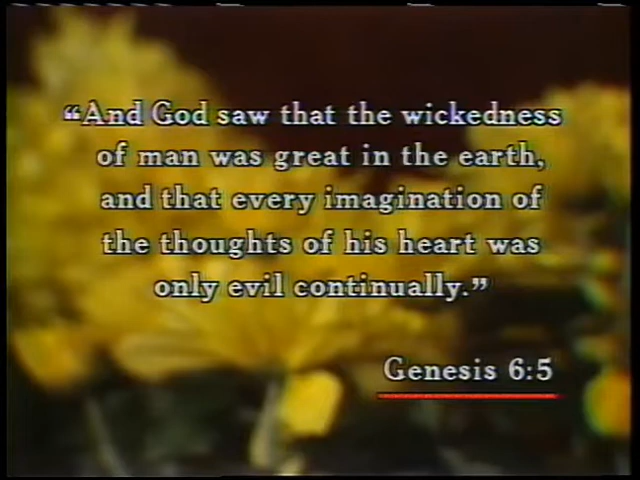 “And God saw that the wickedness
of man was great in the earth,
and that every imagination of
the thoughts of his heart was
only evil continually.”
Genesis 6:5